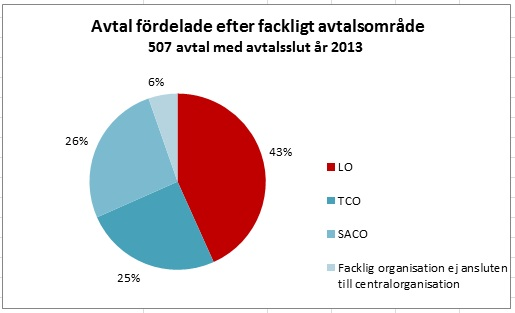 Avtal fördelade efter fackligt avtalsområde
507 avtal med avtalsslut år 2013
6%
26%
43%
25%
LO
TCO
SACO
Facklig organisation ej ansluten
till centralorganisation